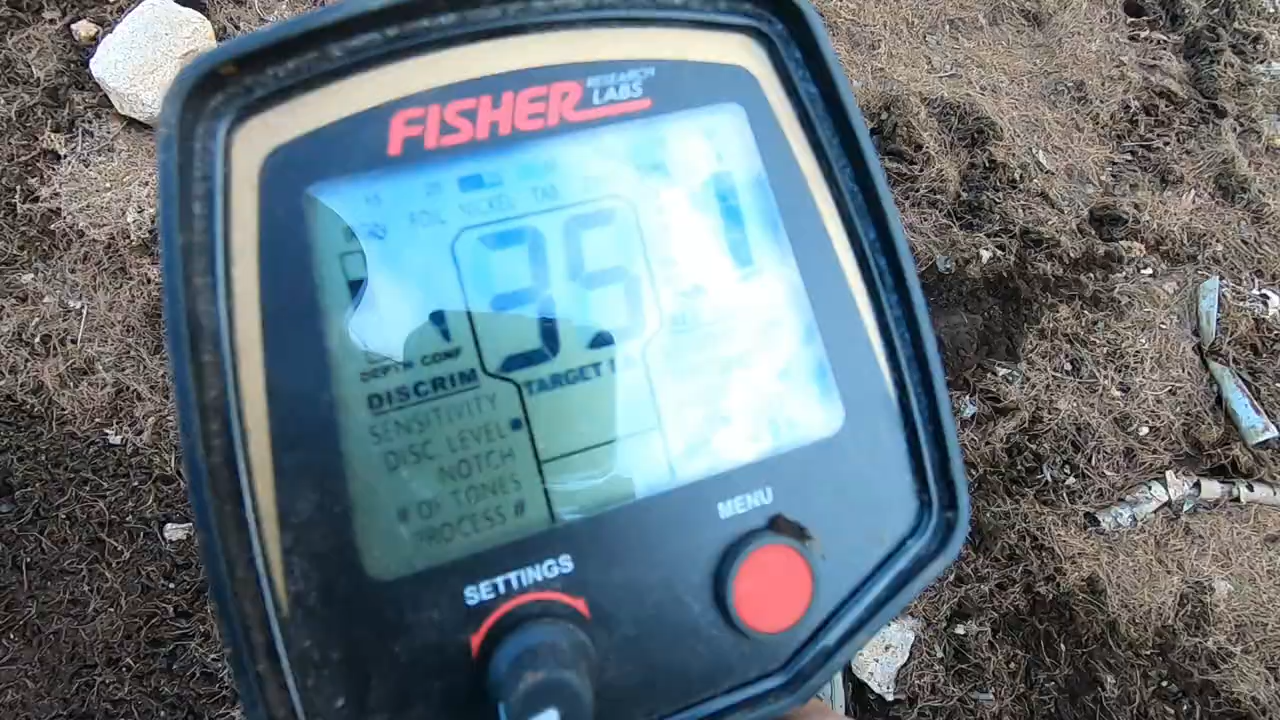 FISHER RESEARCH LABS
FOIL NICKEL TAB
35
DEPTH CONF
TARGET
DISCRIM
SENSITIVITY
DISC. LEVEL
NOTCH
# OF TONES
PROCESS #
MENU
SETTINGS